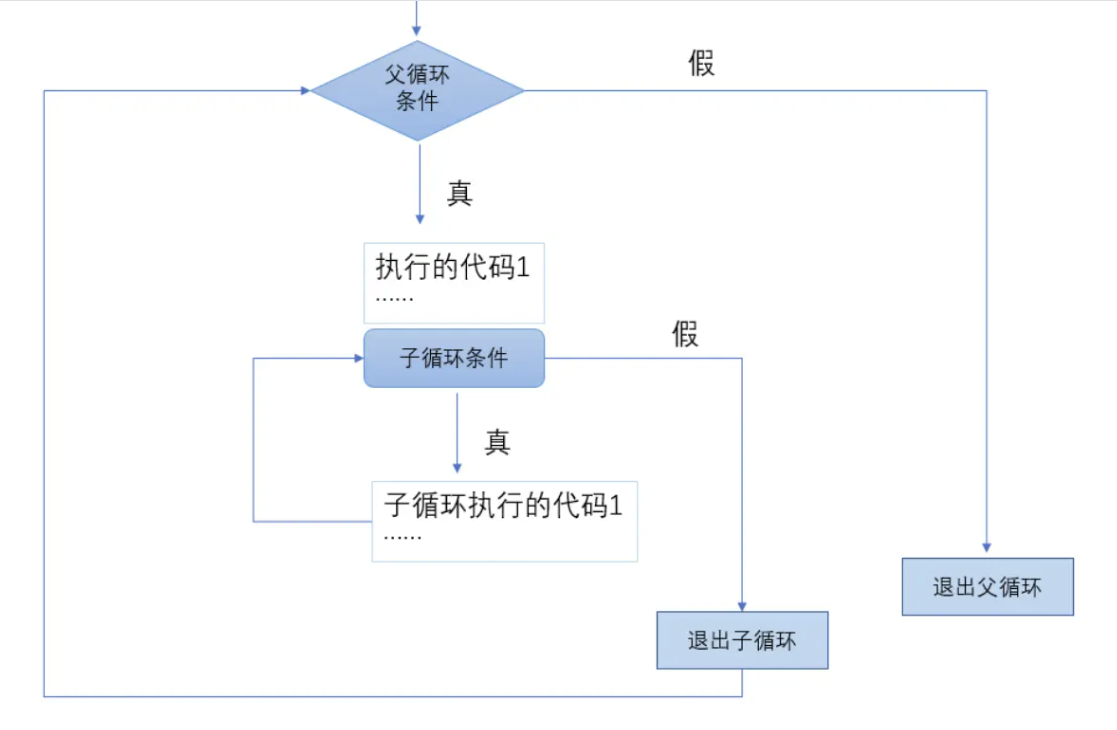 父循环
条件
假
真
执行的代码1
……
子循环条件
假
真
子循环执行的代码1
……
退出父循环
退出子循环